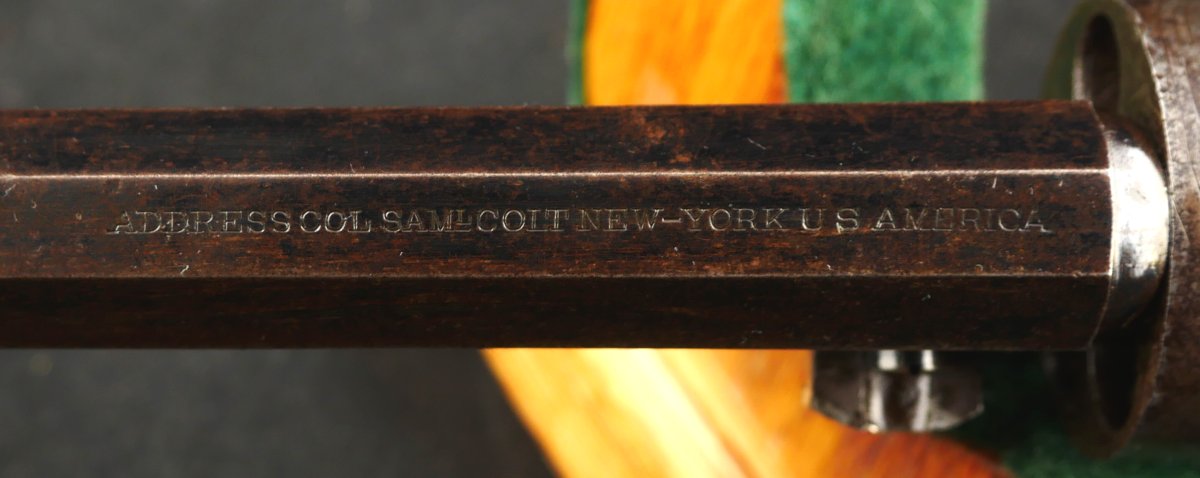 ADDRESS COL SAML COLT NEW-YORK U S AMERICA